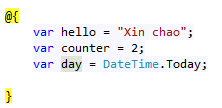 @{
var hello = "Xin chao";
var counter = 2;
var day = DateTime.Today;
}